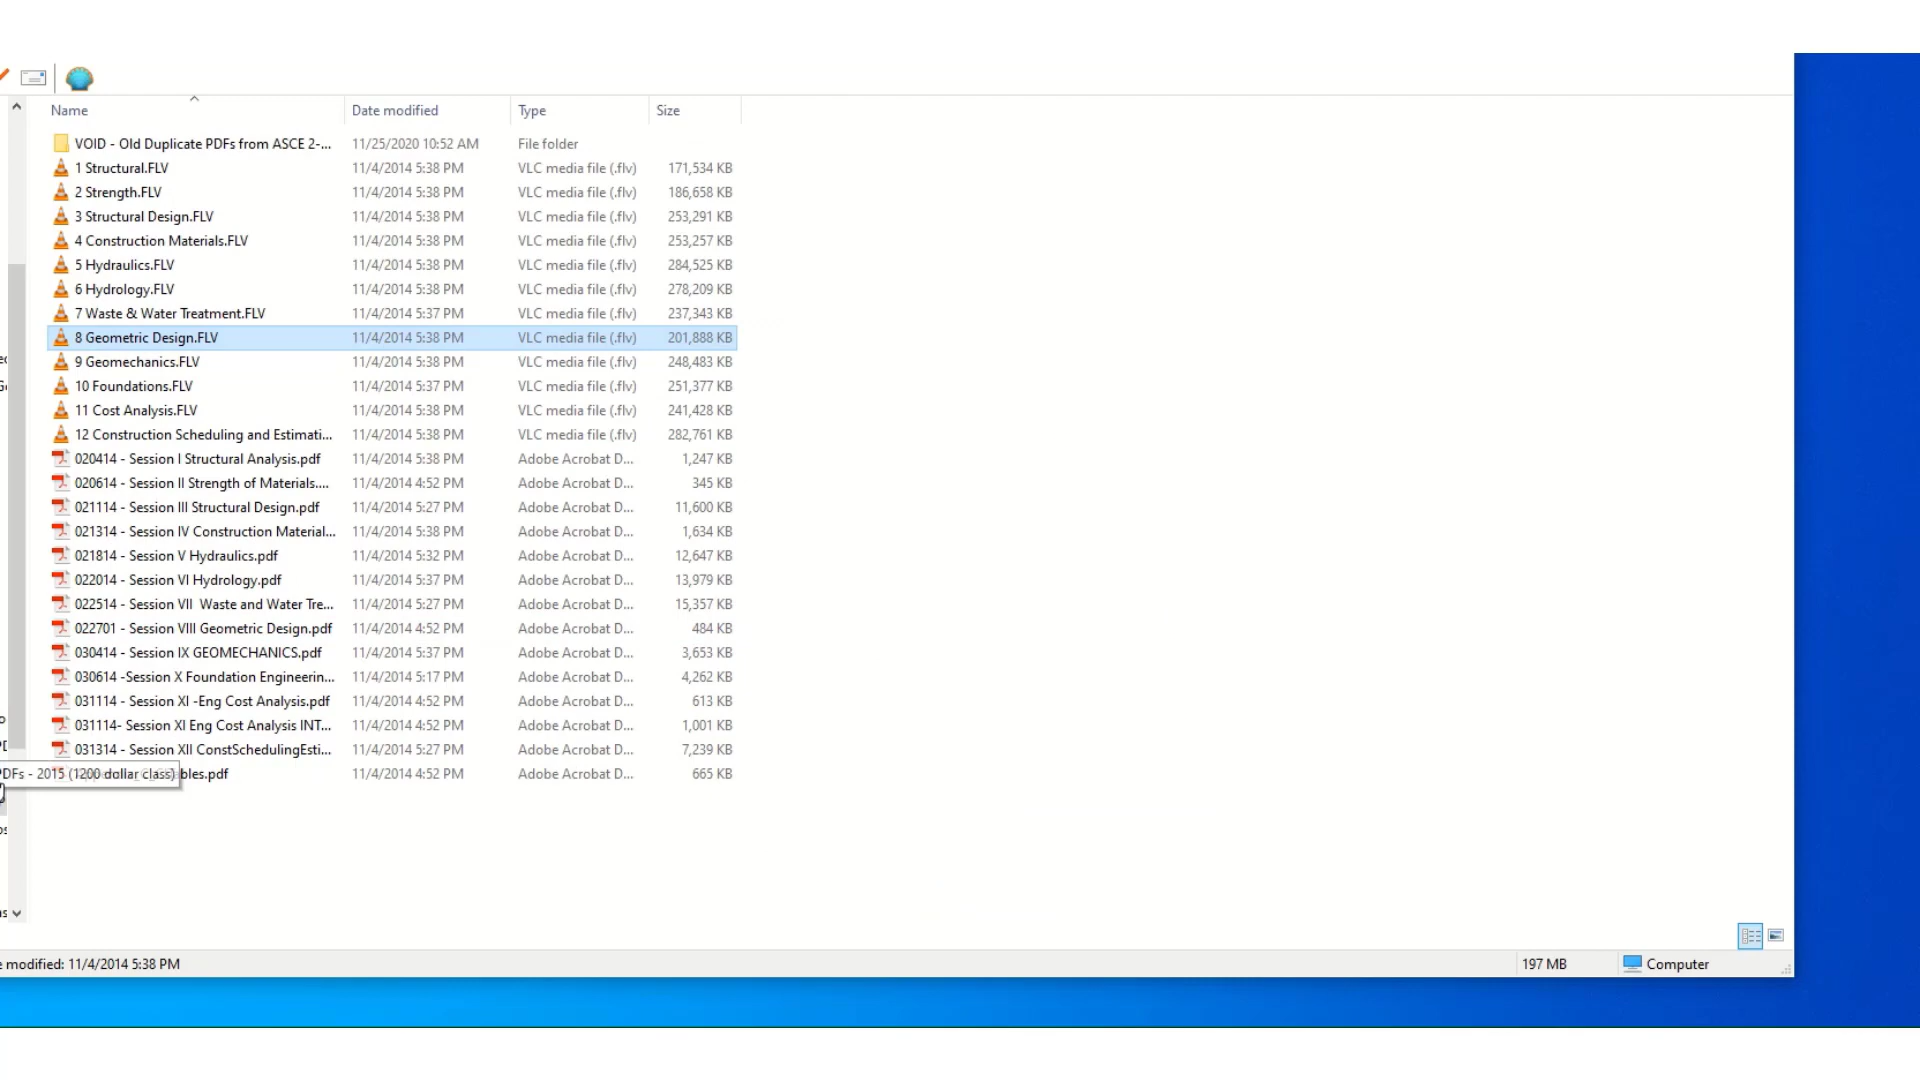 Name Date modified Type Size
VOID - Old Duplicate PDFs from ASCE 2-... 11/25/2020 10:52 AM File folder
1 Structural.FLV 11/4/2014 5:38 PM VLC media file (.flv) 171,534 KB
2 Strength.FLV 11/4/2014 5:38 PM VLC media file (.flv) 186,658 KB
3 Structural Design.FLV 11/4/2014 5:38 PM VLC media file (.flv) 253,291 KB
4 Construction Materials.FLV 11/4/2014 5:38 PM VLC media file (.flv) 253,257 KB
5 Hydraulics.FLV 11/4/2014 5:38 PM VLC media file (.flv) 284,525 KB
6 Hydrology.FLV 11/4/2014 5:38 PM VLC media file (.flv) 278,209 KB
7 Waste & Water Treatment.FLV 11/4/2014 5:37 PM VLC media file (.flv) 237,343 KB
8 Geometric Design.FLV 11/4/2014 5:38 PM VLC media file (.flv) 201,888 KB
9 Geomechanics.FLV 11/4/2014 5:38 PM VLC media file (.flv) 248,483 KB
10 Foundations.FLV 11/4/2014 5:37 PM VLC media file (.flv) 251,377 KB
11 Cost Analysis.FLV 11/4/2014 5:38 PM VLC media file (.flv) 241,428 KB
12 Construction Scheduling and Estimati... 11/4/2014 5:38 PM VLC media file (.flv) 282,761 KB
020414 - Session I Structural Analysis.pdf 11/4/2014 5:38 PM Adobe Acrobat D... 1,247 KB
020614 - Session II Strength of Materials.... 11/4/2014 4:52 PM Adobe Acrobat D... 345 KB
021114 - Session III Structural Design.pdf 11/4/2014 5:27 PM Adobe Acrobat D... 11,600 KB
021314 - Session IV Construction Material... 11/4/2014 5:38 PM Adobe Acrobat D... 1,634 KB
021814 - Session V Hydraulics.pdf 11/4/2014 5:32 PM Adobe Acrobat D... 12,647 KB
022014 - Session VI Hydrology.pdf 11/4/2014 5:37 PM Adobe Acrobat D... 13,979 KB
022514 - Session VII Waste and Water Tre... 11/4/2014 5:27 PM Adobe Acrobat D... 15,357 KB
022701 - Session VIII Geometric Design.pdf 11/4/2014 4:52 PM Adobe Acrobat D... 484 KB
030414 - Session IX GEOMECHANICS.pdf 11/4/2014 5:37 PM Adobe Acrobat D... 3,653 KB
030614 -Session X Foundation Engineerin... 11/4/2014 5:17 PM Adobe Acrobat D... 4,262 KB
031114 - Session XI -Eng Cost Analysis.pdf 11/4/2014 4:52 PM Adobe Acrobat D... 613 KB
031114- Session XI Eng Cost Analysis INT... 11/4/2014 4:52 PM Adobe Acrobat D... 1,001 KB
031314 - Session XII ConstSchedulingEsti... 11/4/2014 5:27 PM Adobe Acrobat D... 7,239 KB
DFs - 2015 (1200 dollar class) bles.pdf 11/4/2014 4:52 PM Adobe Acrobat D... 665 KB
e modified: 11/4/2014 5:38 PM 197 MB Computer